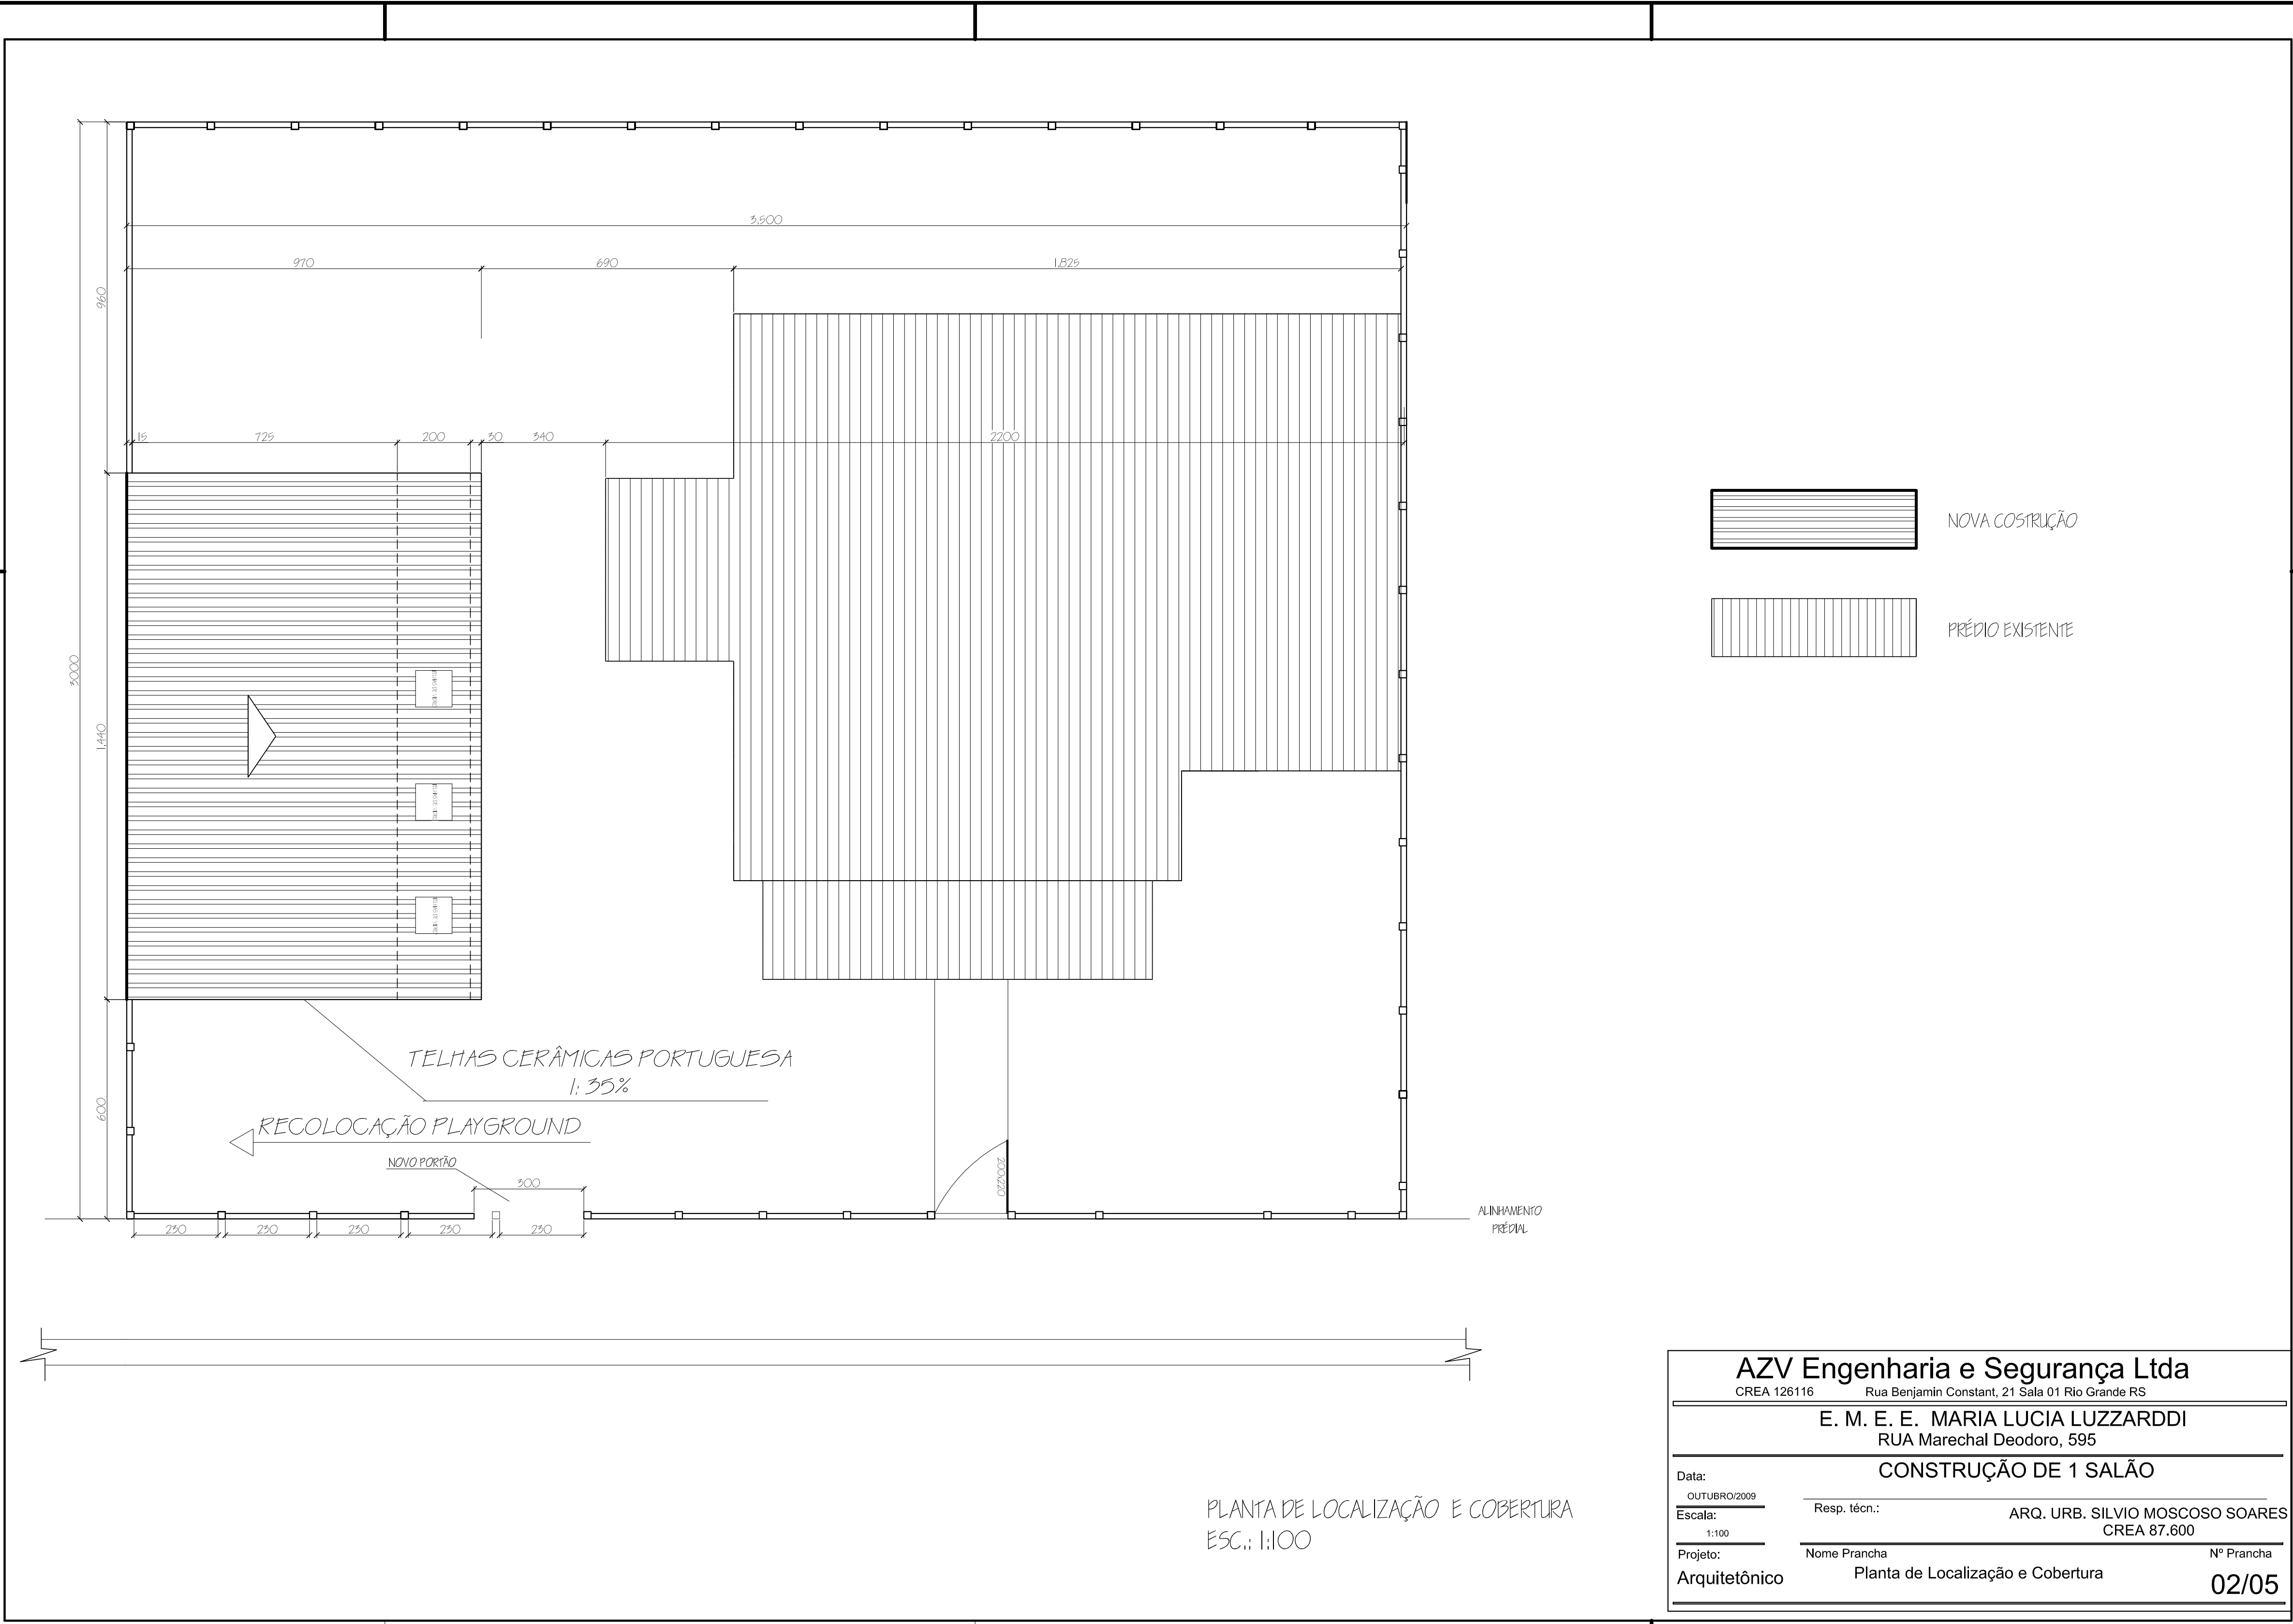 3.500
970
690
1.825
960
15
725
200
30
340
2200
3000
1.440
600
NOVA COSTRUÇÃO
PRÉDIO EXISTENTE
TELHAS CERÂMICAS PORTUGUESA
I: 35%
RECOLOCAÇÃO PLAYGROUND
NOVO PORTÃO
300
200x220
230
230
230
230
230
ALINHAMENTO
PRÉDIAL
PLANTA DE LOCALIZAÇÃO E COBERTURA
ESC.: 1:100
AZV Engenharia e Segurança Ltda
CREA 126116 Rua Benjamin Constant, 21 Sala 01 Rio Grande RS
E. M. E. E. MARIA LUCIA LUZZARDDI
RUA Marechal Deodoro, 595
Data:
CONSTRUÇÃO DE 1 SALÃO
OUTUBRO/2009
Escala:
1:100
Resp. técn.:
ARQ. URB. SILVIO MOSCOSO SOARES
CREA 87.600
Projeto:
Arquitetônico
Nome Prancha
Planta de Localização e Cobertura
Nº Prancha
02/05